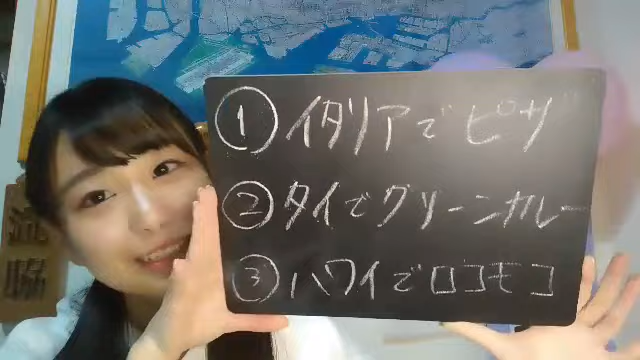 ① イタリアでピザ
② タイでグリーンカレー
③ ハワイでロコモコ